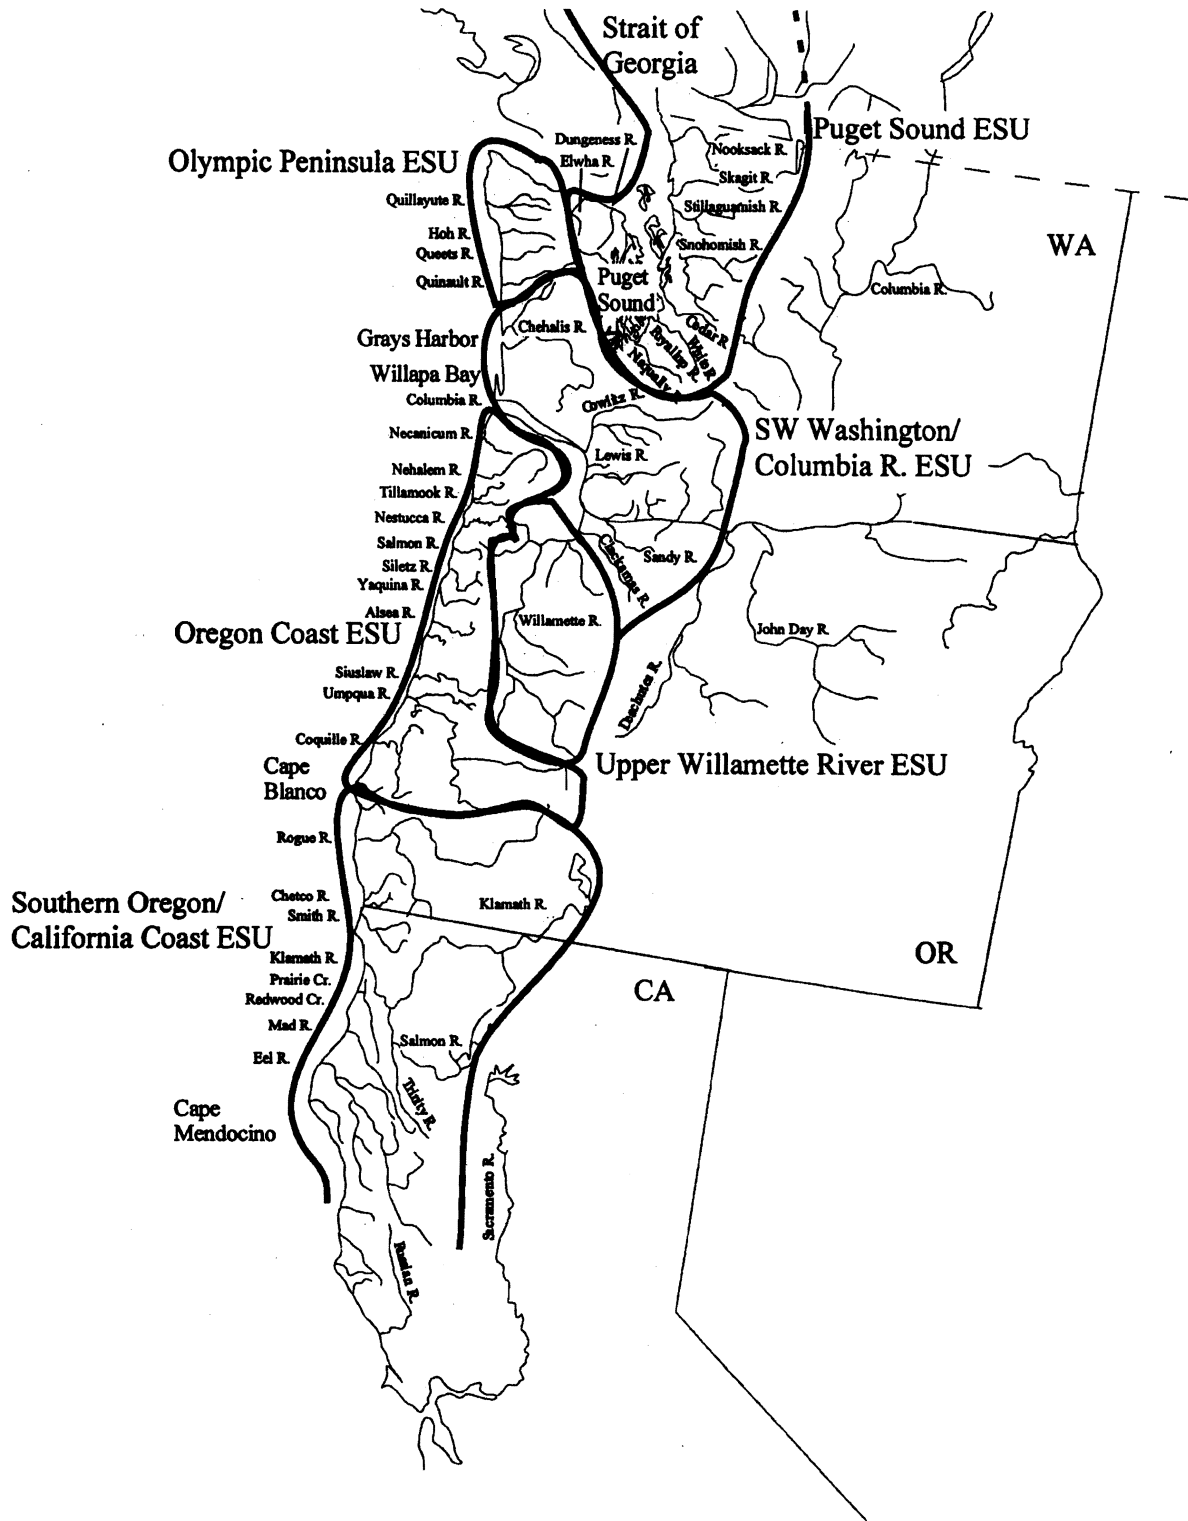 Strait of
Georgia
Puget Sound ESU
Dungeness R.
Elwha R.
Nooksack R.
Olympic Peninsula ESU
Skagit R.
Quillayute R.
Stillaguamish R.
Hoh R.
Snohomish R.
WA
Queets R.
Quinault R.
Puget
Sound
Columbia R.
Chehalis R.
Cedar R.
Puyallup R.
White R.
Grays Harbor
Nisqually
Willapa Bay
Columbia R.
Cowlitz R.
Necanicum R.
SW Washington/
Columbia R. ESU
Lewis R.
Nehalem R.
Tillamook R.
Nestucca R.
Salmon R.
Clackamas R.
Sandy R.
Siletz R.
Yaquina R.
Alsea R.
Willamette R.
John Day R.
Oregon Coast ESU
Siuslaw R.
Umpqua R.
Deschutes R.
Coquille R.
Upper Willamette River ESU
Cape
Blanco
Rogue R.
Chetco R.
Southern Oregon/
California Coast ESU
Smith R.
Klamath R.
Klamath R.
OR
Prairie Cr.
CA
Redwood Cr.
Mad R.
Salmon R.
Eel R.
Trinity R.
Cape
Mendocino
Sacramento R.
Russian R.